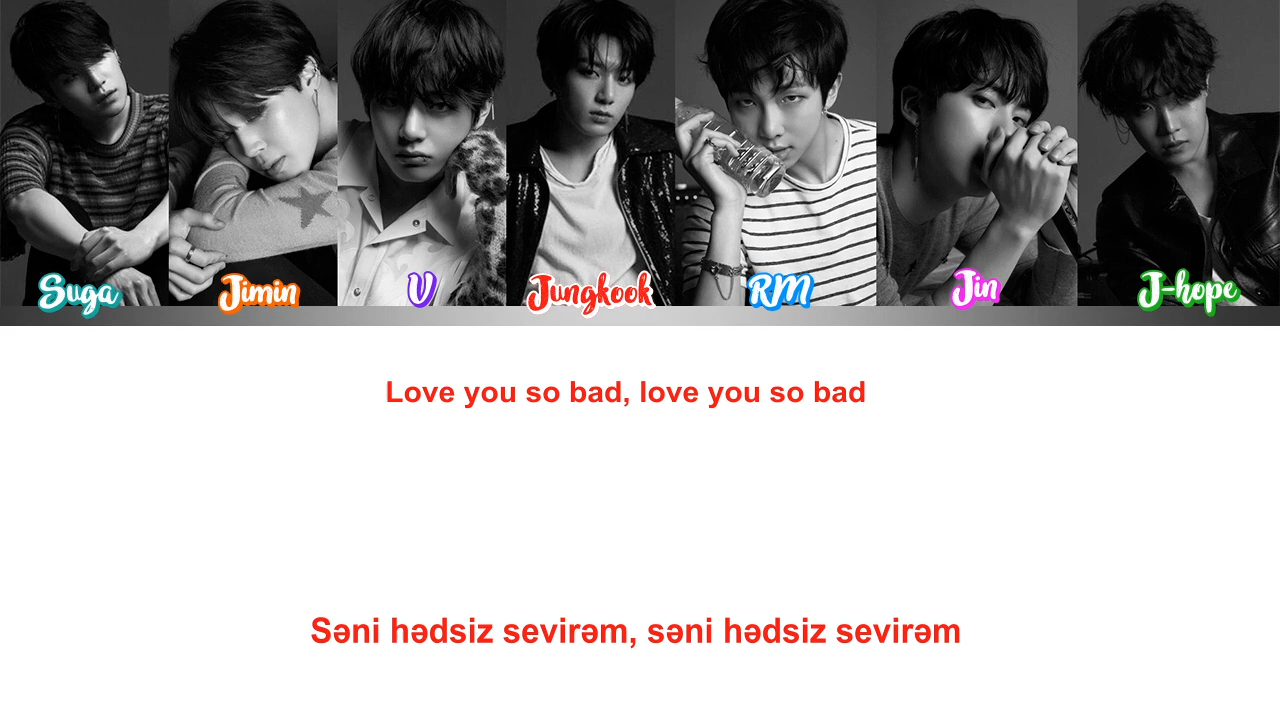 Suga
Jimin
V
Jungkook
RM
Jin
J-hope
Love you so bad, love you so bad
Səni hədsiz sevirəm, səni hədsiz sevirəm